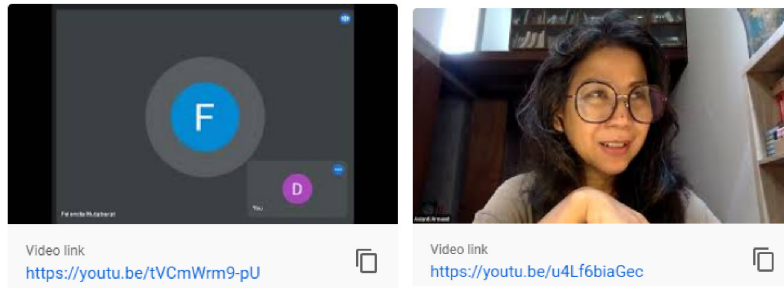 F
D
You
Video link
https://youtu.be/tVCmWrm9-pU
Video link
https://youtu.be/u4Lf6biaGec